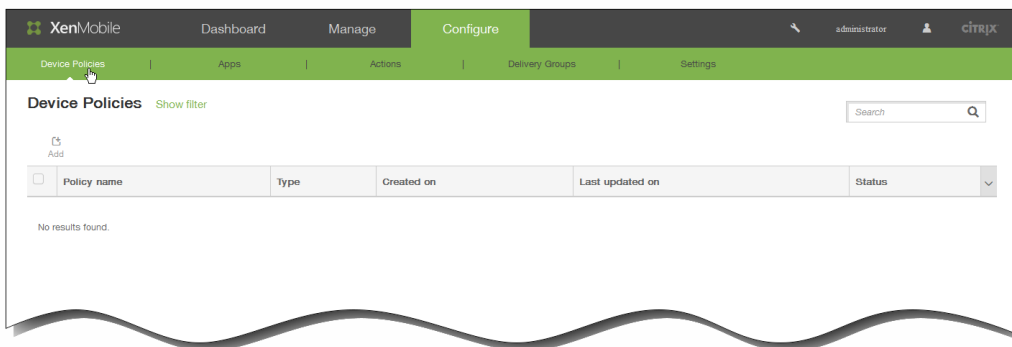 XenMobile Dashboard Manage Configure administrator CITRIX
Device Policies | Apps | Actions | Delivery Groups | Settings
Device Policies Show filter
Search
Add
Policy name Type Created on Last updated on Status
No results found.